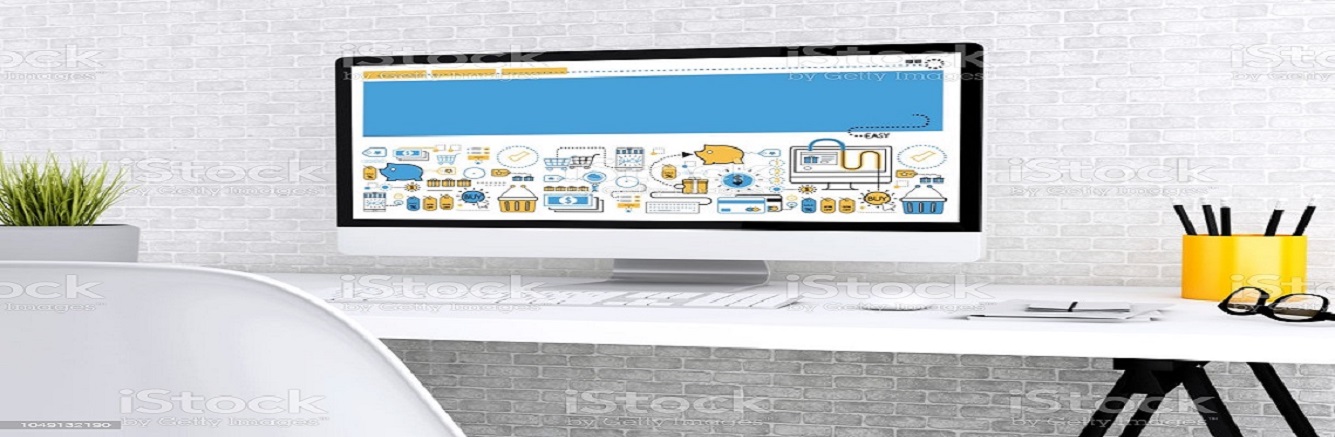 iStock iStock iStock
by Getty Images by Getty Images by Getty Images
EASY
iStock iStock
by Getty Images by Getty Images
BUY BUY
iStock iStock iStock
by Getty Images by Getty Images by Getty Images
iStock iStock iStock
by Getty Images by Getty Images by Getty Images
1049132190